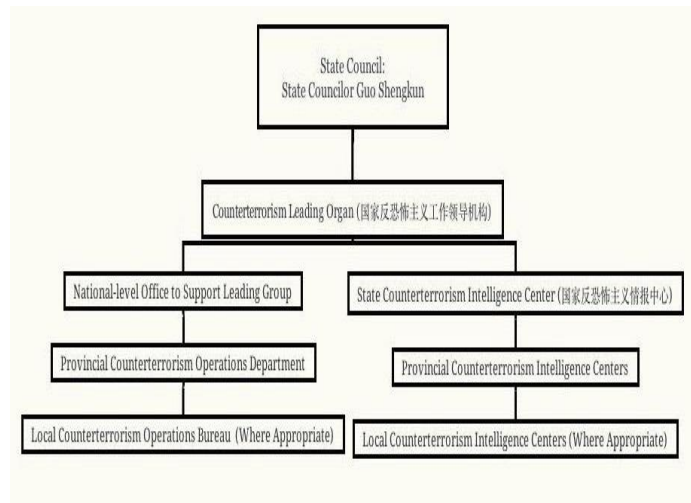 State Council:
State Councilor Guo Shengkun
Counterterrorism Leading Organ (国家反恐怖主义工作领导机构)
National-level Office to Support Leading Group
State Counterterrorism Intelligence Center (国家反恐怖主义情报中心)
Provincial Counterterrorism Operations Department
Provincial Counterterrorism Intelligence Centers
Local Counterterrorism Operations Bureau (Where Appropriate)
Local Counterterrorism Intelligence Centers (Where Appropriate)